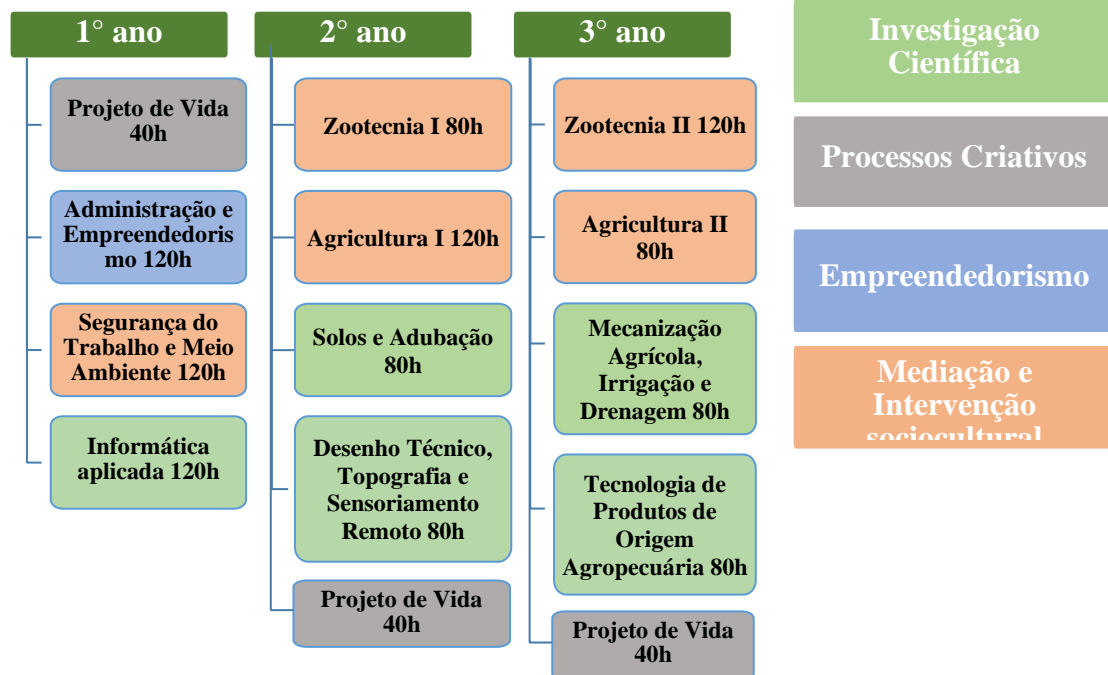 1° ano
Projeto de Vida
40h
Administração e
Empreendedoris
mo 120h
Segurança do
Trabalho e Meio
Ambiente 120h
Informática
aplicada 120h
2° ano
Zootecnia I 80h
Agricultura I 120h
Solos e Adubação
80h
Desenho Técnico,
Topografia e
Sensoriamento
Remoto 80h
Projeto de Vida
40h
3° ano
Zootecnia II 120h
Agricultura II
80h
Mecanização
Agrícola,
Irrigação e
Drenagem 80h
Tecnologia de
Produtos de
Origem
Agropecuária 80h
Projeto de Vida
40h
Investigação
Científica
Processos Criativos
Empreendedorismo
Mediação e
Intervenção
sociocultural